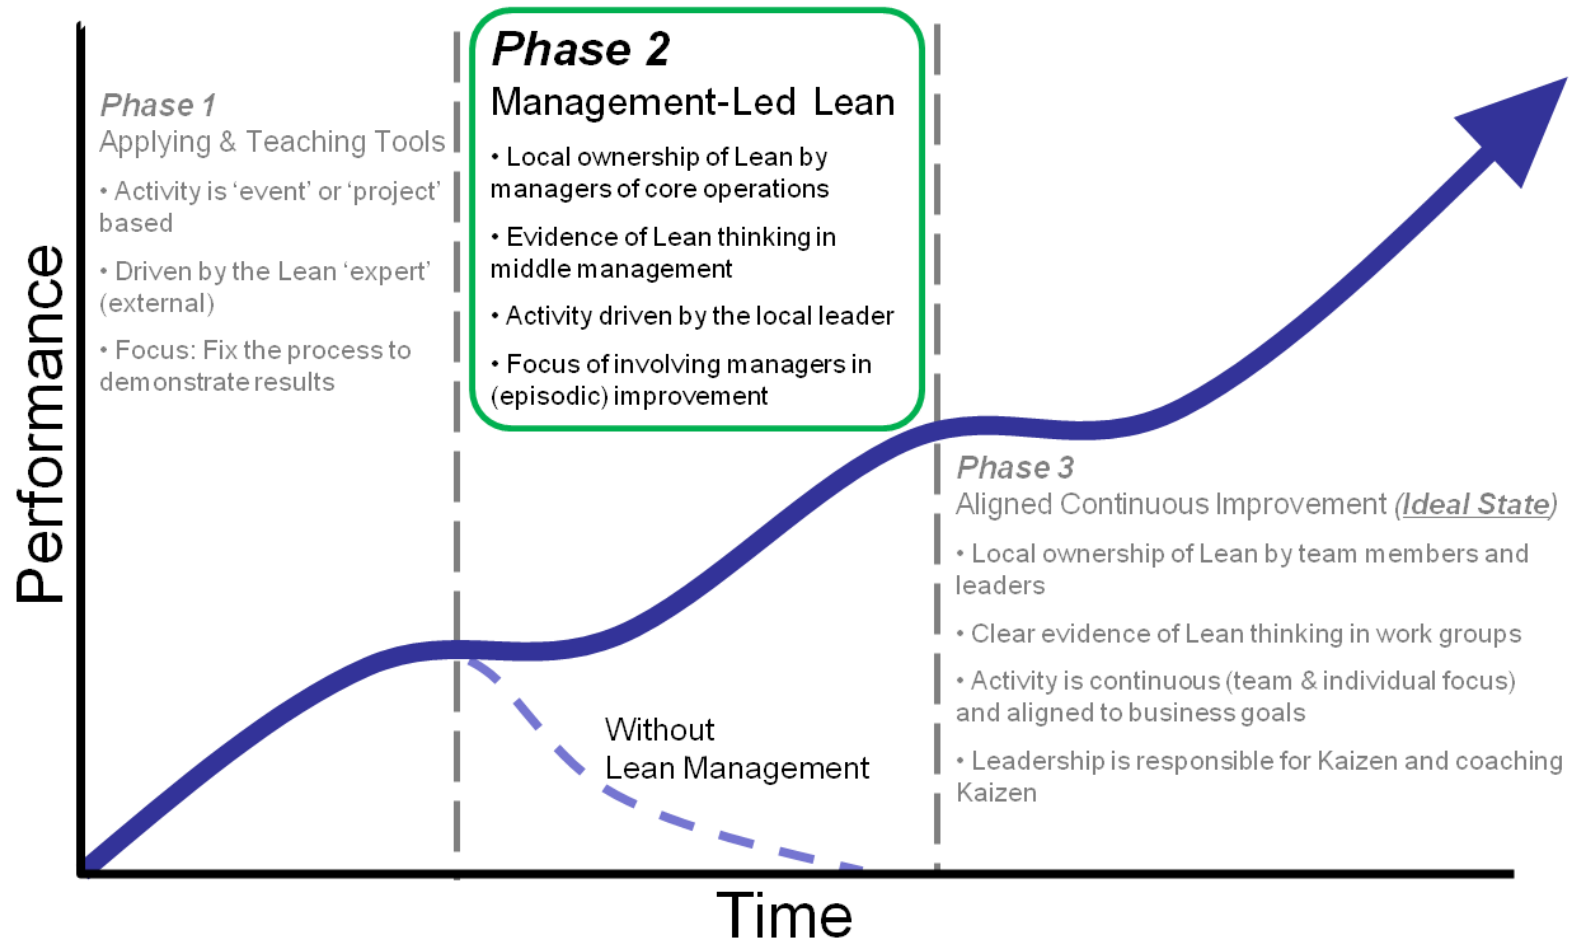 Phase 1
Applying & Teaching Tools
• Activity is ‘event’ or ‘project’
based
• Driven by the Lean ‘expert’
(external)
• Focus: Fix the process to
demonstrate results
Phase 2
Management-Led Lean
• Local ownership of Lean by
managers of core operations
• Evidence of Lean thinking in
middle management
• Activity driven by the local leader
• Focus of involving managers in
(episodic) improvement
Phase 3
Aligned Continuous Improvement (Ideal State)
• Local ownership of Lean by team members and
leaders
• Clear evidence of Lean thinking in work groups
• Activity is continuous (team & individual focus)
and aligned to business goals
• Leadership is responsible for Kaizen and coaching
Kaizen
Without
Lean Management
Performance
Time